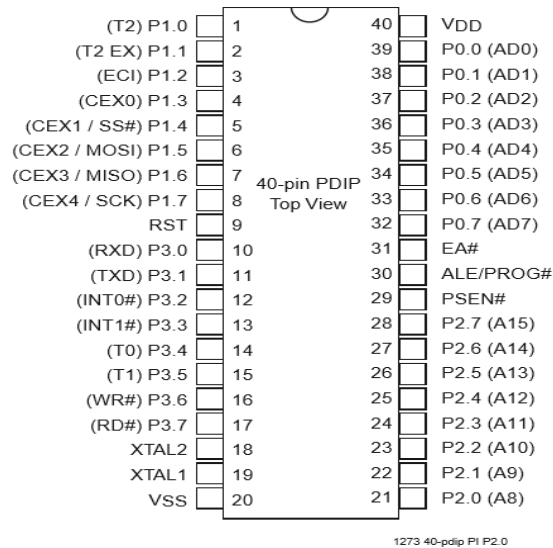 (T2) P1.0 1 40 VDD
(T2 EX) P1.1 2 39 P0.0 (AD0)
(ECI) P1.2 3 38 P0.1 (AD1)
(CEX0) P1.3 4 37 P0.2 (AD2)
(CEX1 / SS#) P1.4 5 36 P0.3 (AD3)
(CEX2 / MOSI) P1.5 6 35 P0.4 (AD4)
(CEX3 / MISO) P1.6 7 34 P0.5 (AD5)
(CEX4 / SCK) P1.7 8 33 P0.6 (AD6)
40-pin PDIP
Top View
RST 9 32 P0.7 (AD7)
(RXD) P3.0 10 31 EA#
(TXD) P3.1 11 30 ALE/PROG#
(INT0#) P3.2 12 29 PSEN#
(INT1#) P3.3 13 28 P2.7 (A15)
(T0) P3.4 14 27 P2.6 (A14)
(T1) P3.5 15 26 P2.5 (A13)
(WR#) P3.6 16 25 P2.4 (A12)
(RD#) P3.7 17 24 P2.3 (A11)
XTAL2 18 23 P2.2 (A10)
XTAL1 19 22 P2.1 (A9)
VSS 20 21 P2.0 (A8)
1273 40-pdip PI P2.0